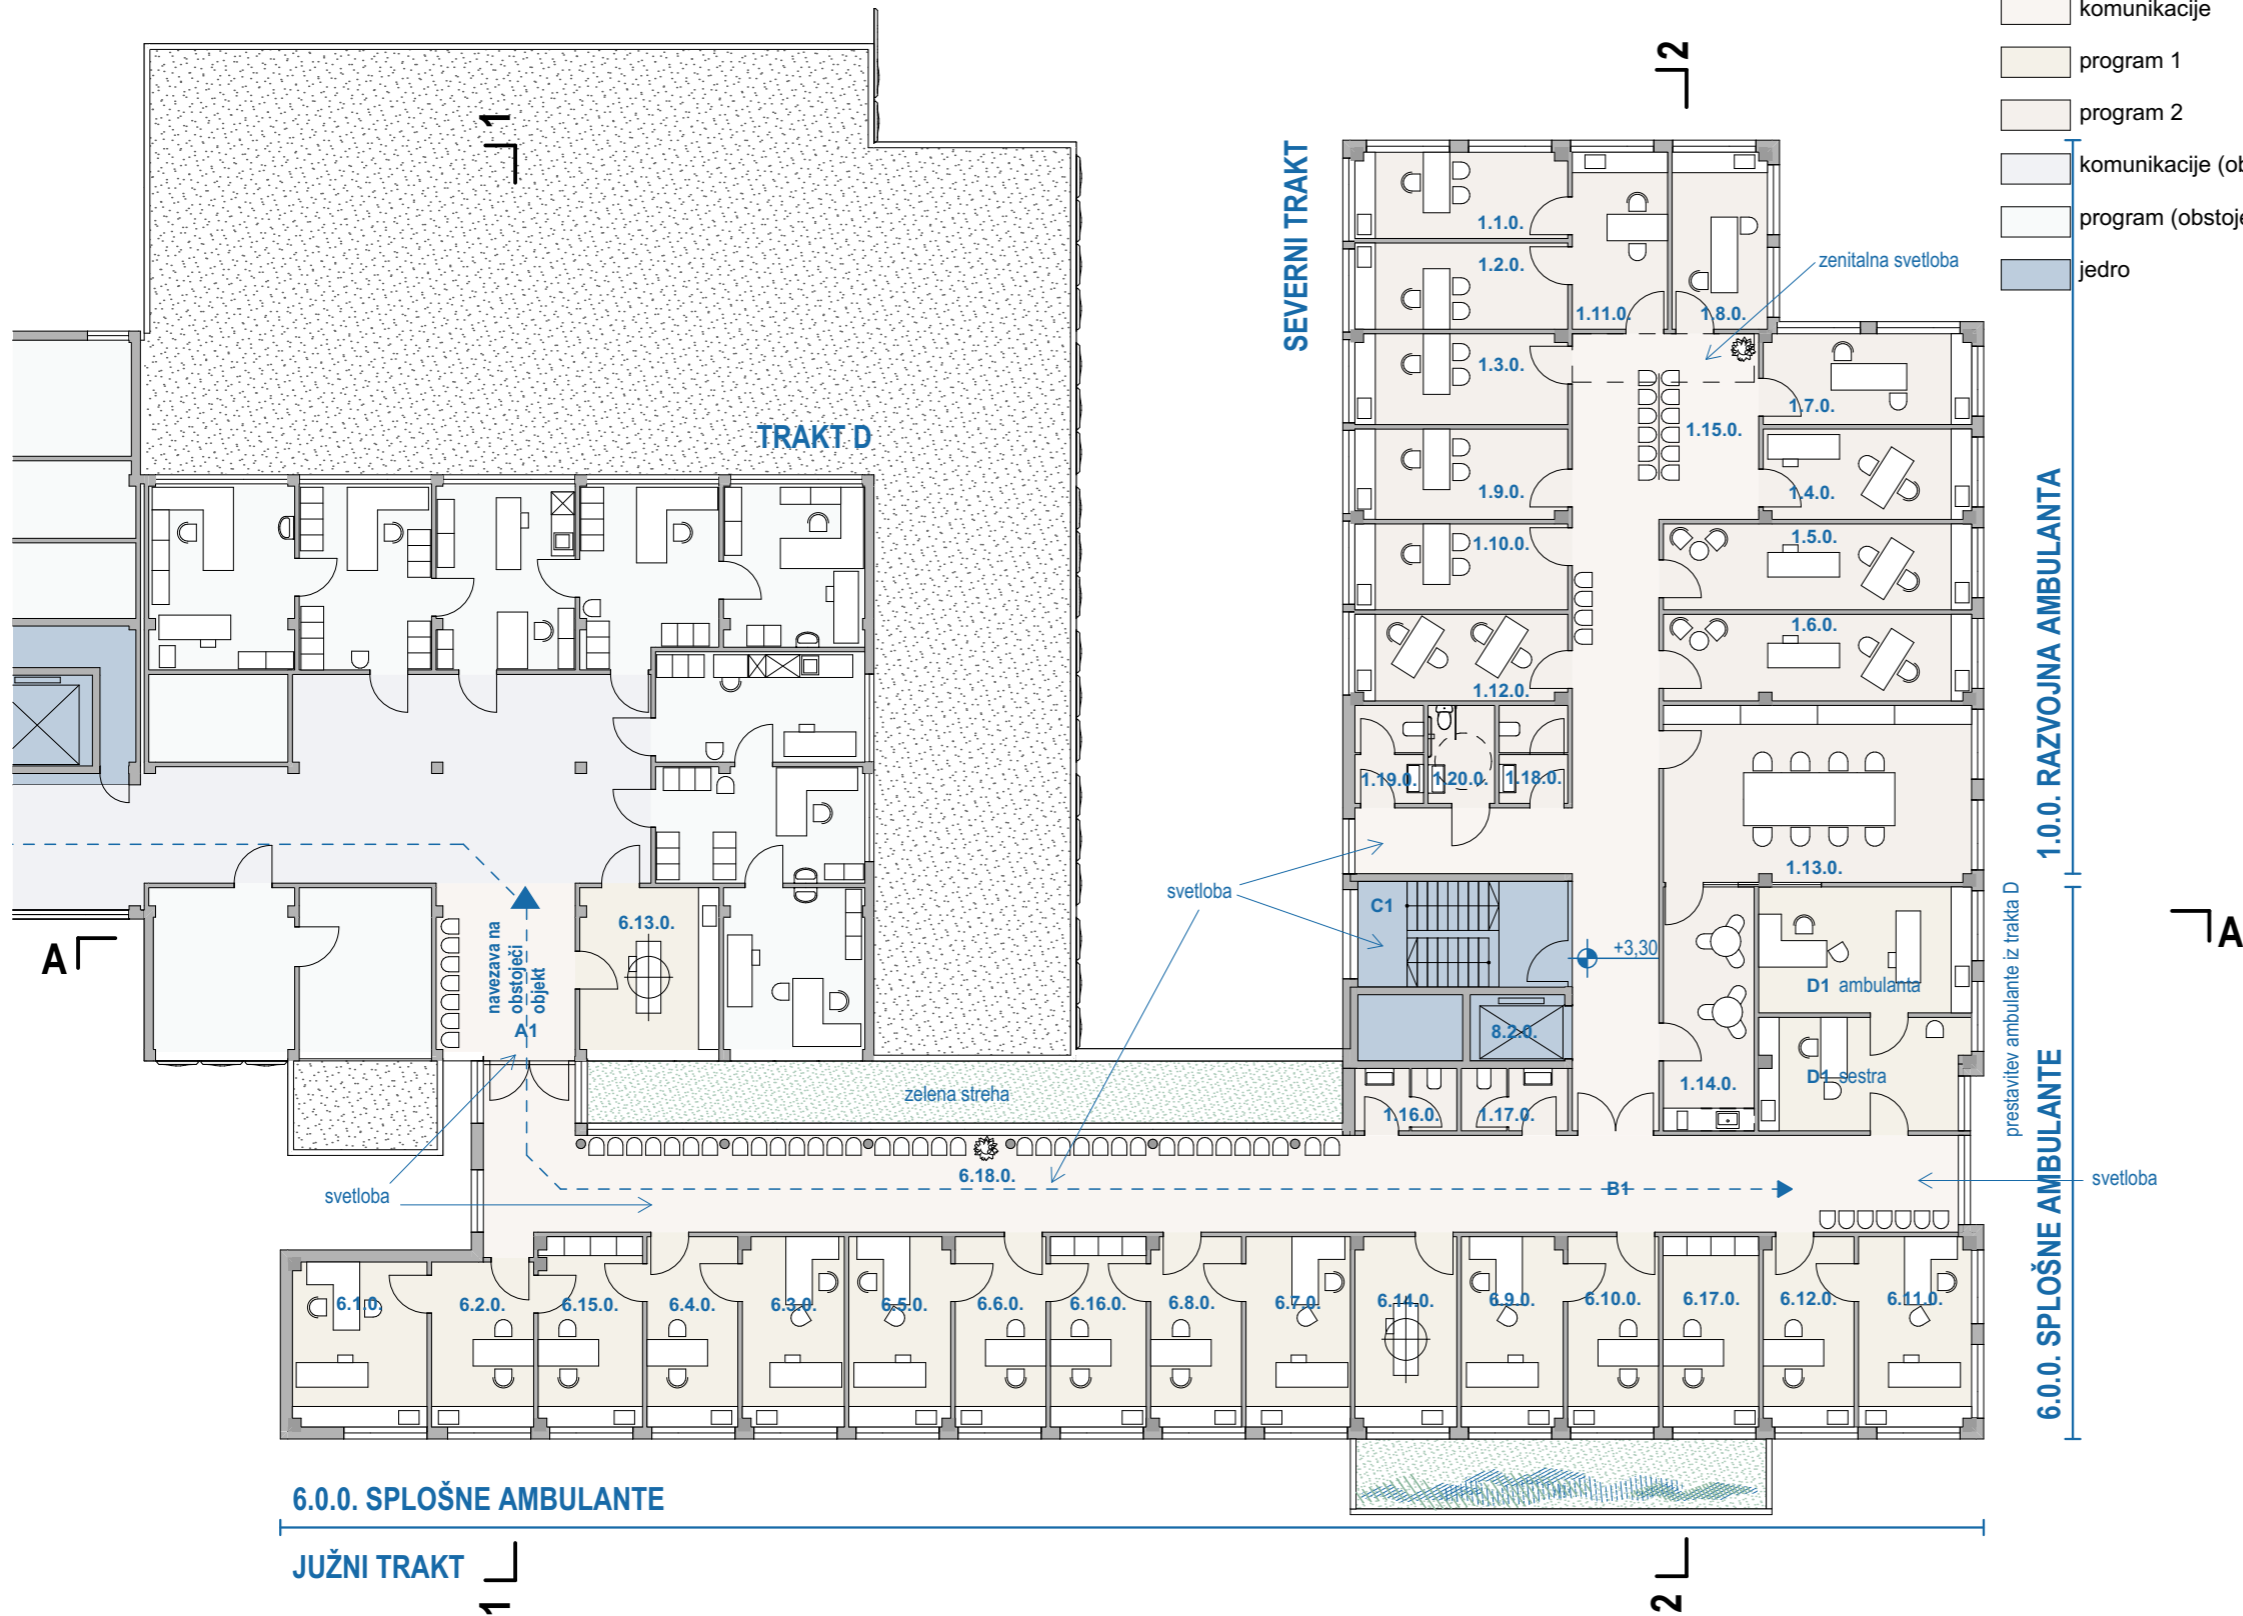 komunikacije
program 1
program 2
komunikacije (ob
program (obstoje
jedro
1
2
SEVERNI TRAKT
TRAKT D
zenitalna svetloba
1.1.0.
1.2.0.
1.11.0.
1.8.0.
1.3.0.
1.7.0.
1.15.0.
1.9.0.
1.4.0.
1.10.0.
1.5.0.
1.6.0.
1.12.0.
1.19.0.
1.20.0.
1.18.0.
1.13.0.
1.0.0. RAZVOJNA AMBULANTA
svetloba
C1
+3,30
8.2.0.
D1 ambulanta
D1 sestra
1.14.0.
1.16.0.
1.17.0.
prestavitev ambulante iz trakta D
6.0.0. SPLOŠNE AMBULANTE
A
A
6.13.0.
navezava na
obstoječi
objekt
A1
zelena streha
svetloba
6.18.0.
B1
svetloba
6.1.0.
6.2.0.
6.15.0.
6.4.0.
6.3.0.
6.5.0.
6.6.0.
6.16.0.
6.8.0.
6.7.0.
6.14.0.
6.9.0.
6.10.0.
6.17.0.
6.12.0.
6.11.0.
6.0.0. SPLOŠNE AMBULANTE
JUŽNI TRAKT
1
2